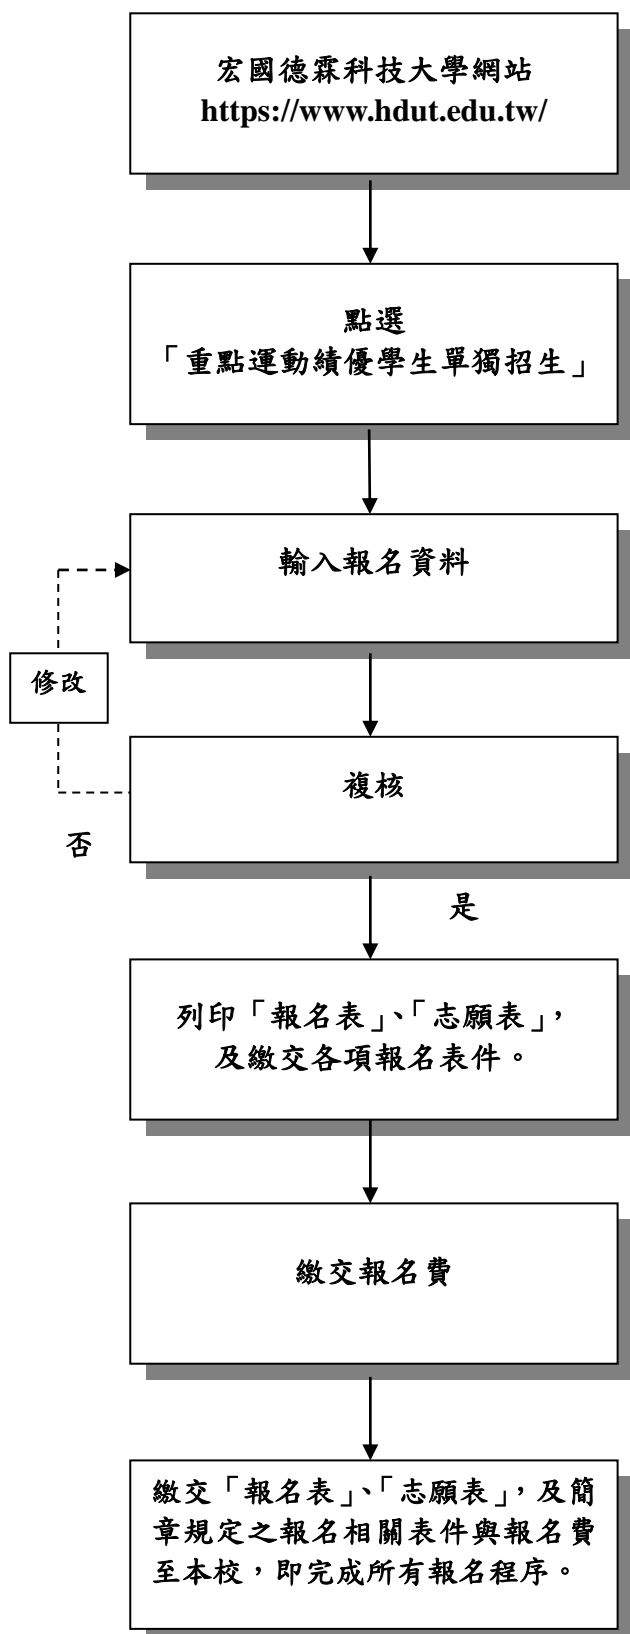 宏國德霖科技大學網站
https://www.hdut.edu.tw/
點選
「重點運動績優學生單獨招生」
輸入報名資料
修改
複核
否
是
列印「報名表」、「志願表」，
及繳交各項報名表件。
繳交報名費
繳交「報名表」、「志願表」，及簡
章規定之報名相關表件與報名費
至本校，即完成所有報名程序。